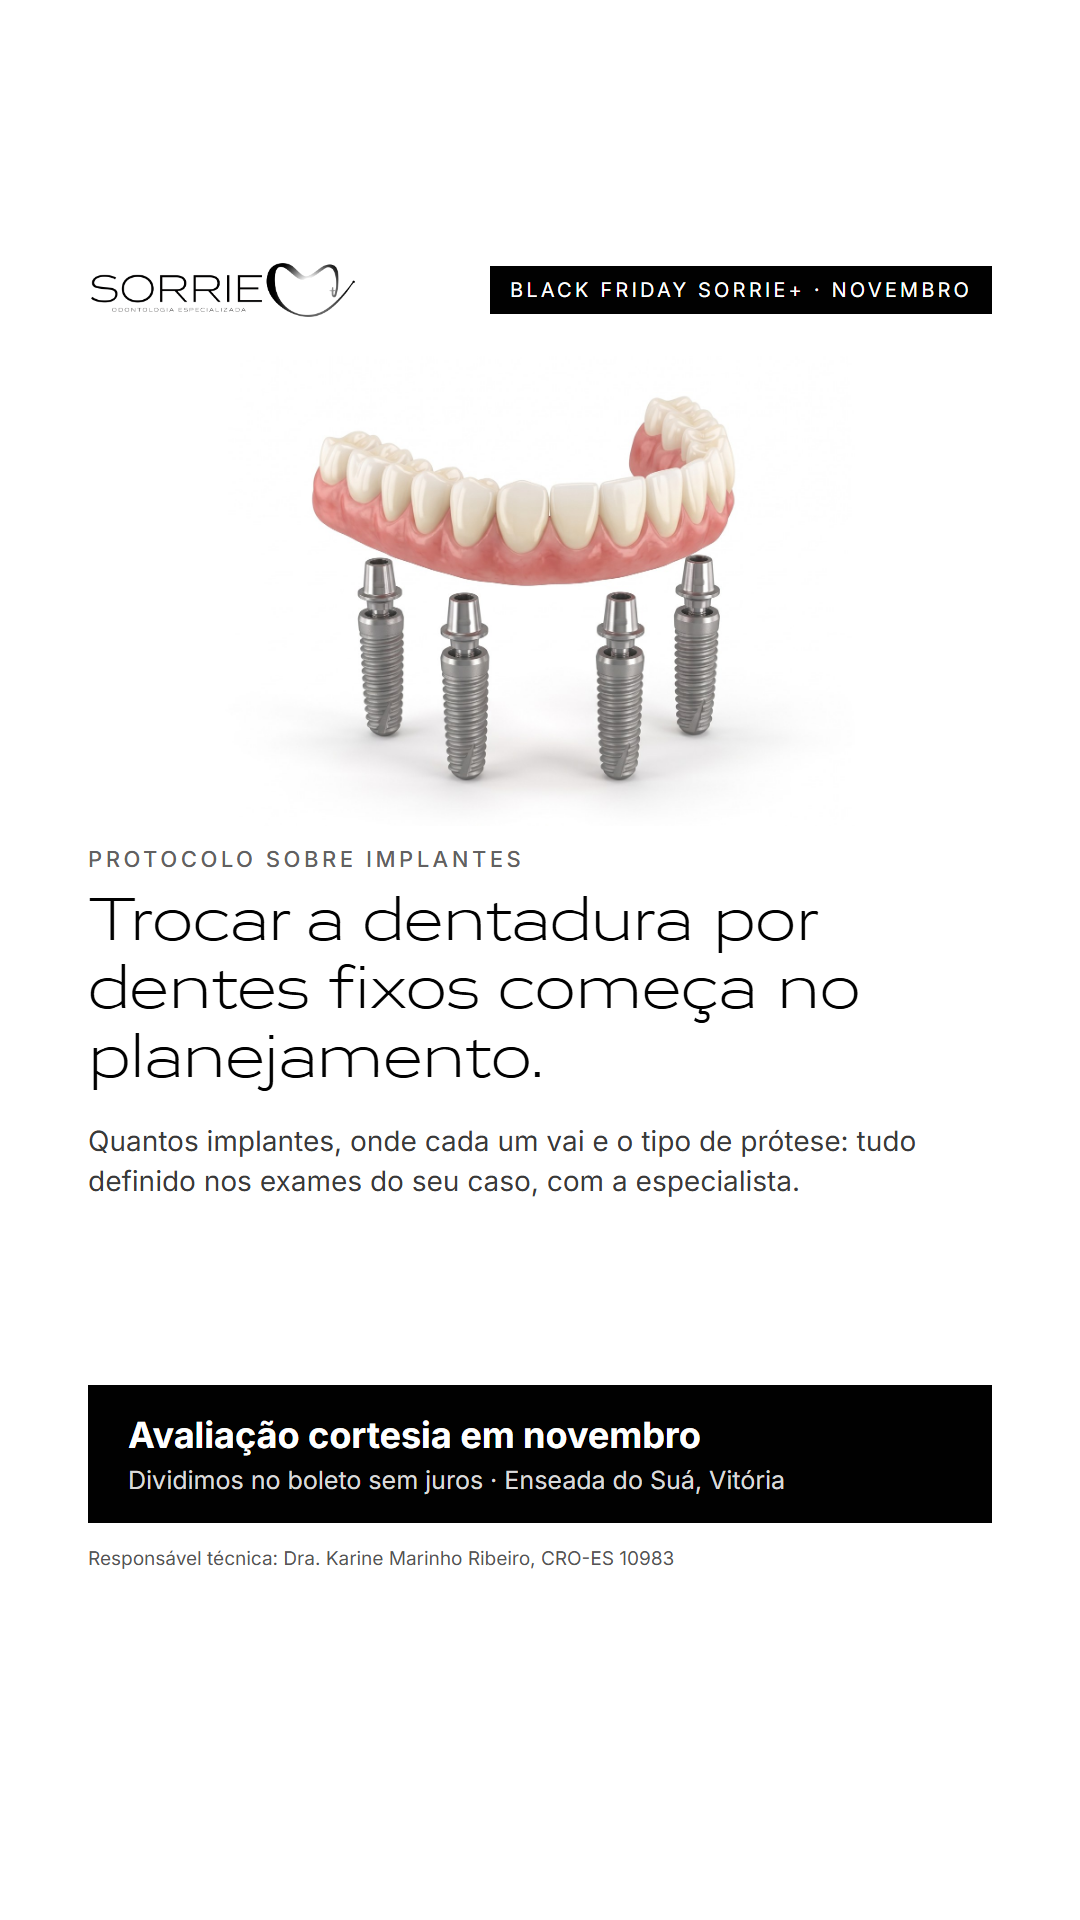 SORRIE
ODONTOLOGIA ESPECIALIZADA
BLACK FRIDAY SORRIE+ · NOVEMBRO
PROTOCOLO SOBRE IMPLANTES
Trocar a dentadura por
dentes fixos começa no
planejamento.
Quantos implantes, onde cada um vai e o tipo de prótese: tudo
definido nos exames do seu caso, com a especialista.
Avaliação cortesia em novembro
Dividimos no boleto sem juros · Enseada do Suá, Vitória
Responsável técnica: Dra. Karine Marinho Ribeiro, CRO-ES 10983